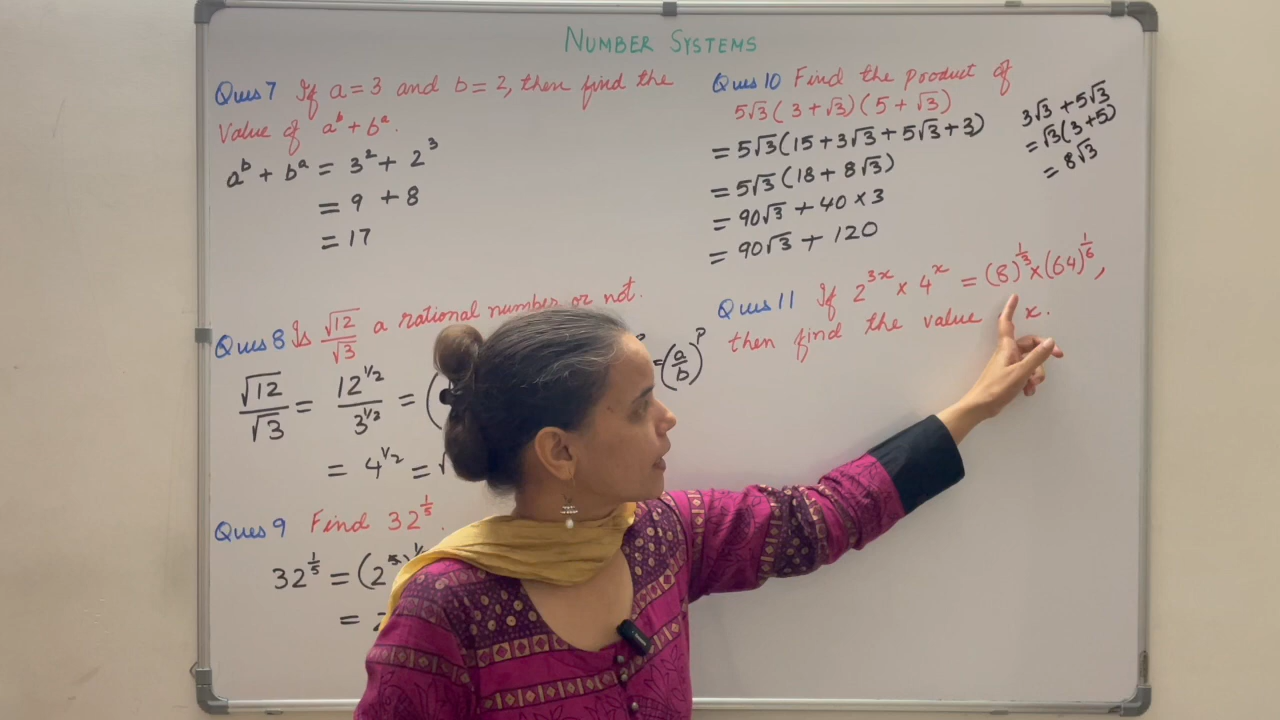 NUMBER SYSTEMS
Ques 7 If a = 3 and b = 2, then find the
value of a^b + b^a.
a^b + b^a = 3^2 + 2^3
= 9 + 8
= 17
Ques 8 Is √12/√3 a rational number or not.
√12/√3 = 12^{1/2}/3^{1/2} = (
= (a/b)^p
= 4^{1/2} = √
Ques 9 Find 32^{1/5}.
32^{1/5} = (2^5)
=
Ques 10 Find the product of
5√3 (3 + √3)(5 + √3)
= 5√3 (15 + 3√3 + 5√3 + 3)
= 5√3 (18 + 8√3)
= 90√3 + 40 × 3
= 90√3 + 120
3√3 + 5√3
= √3(3+5)
= 8√3
Ques 11 If 2^{3x} × 4^x = (8)^{1/3} × (64)^{1/6},
then find the value x.